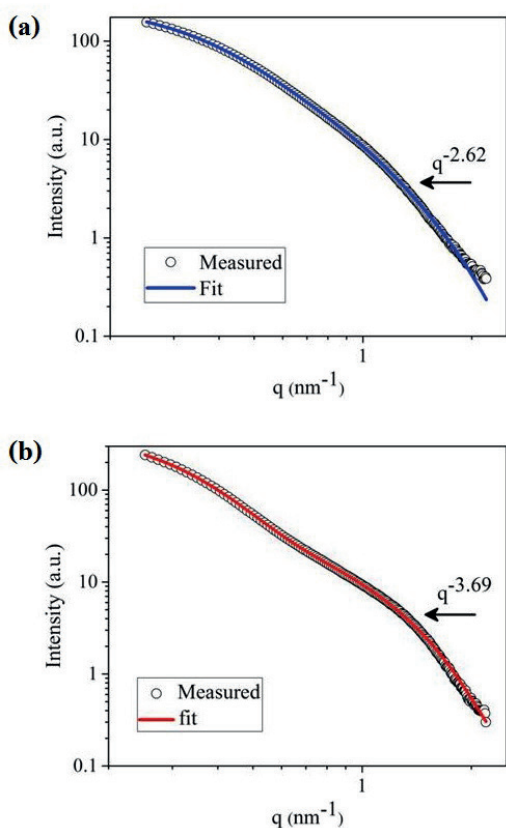 (a)
100
10
1
0.1
Intensity (a.u.)
q⁻²·⁶²
Measured
Fit
1
q (nm⁻¹)
(b)
100
10
1
0.1
Intensity (a.u.)
q⁻³·⁶⁹
Measured
fit
1
q (nm⁻¹)